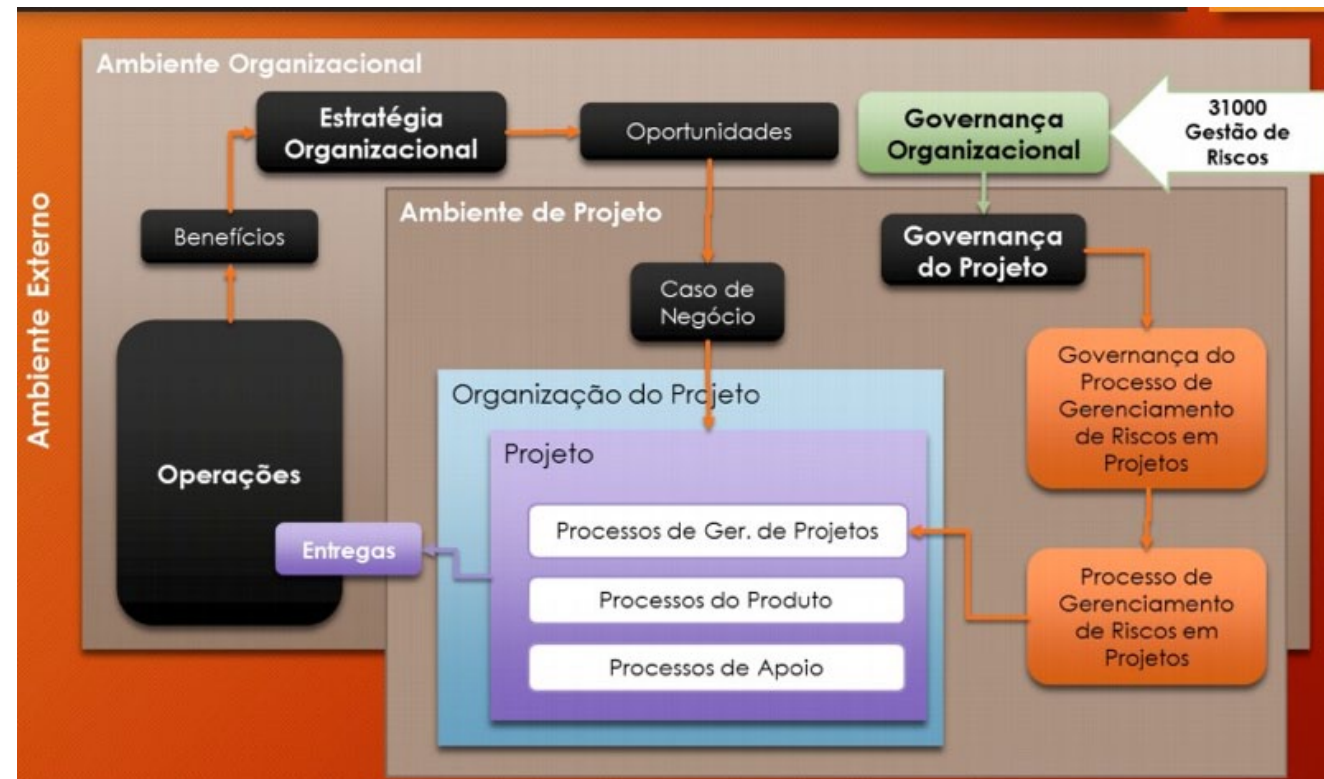 Ambiente Organizacional
Ambiente Externo
Estratégia
Organizacional
Oportunidades
Governança
Organizacional
31000
Gestão de
Riscos
Benefícios
Ambiente de Projeto
Governança
do Projeto
Caso de
Negócio
Governança do
Processo de
Gerenciamento
de Riscos em
Projetos
Organização do Projeto
Projeto
Operações
Entregas
Processos de Ger. de Projetos
Processos do Produto
Processos de Apoio
Processo de
Gerenciamento
de Riscos em
Projetos